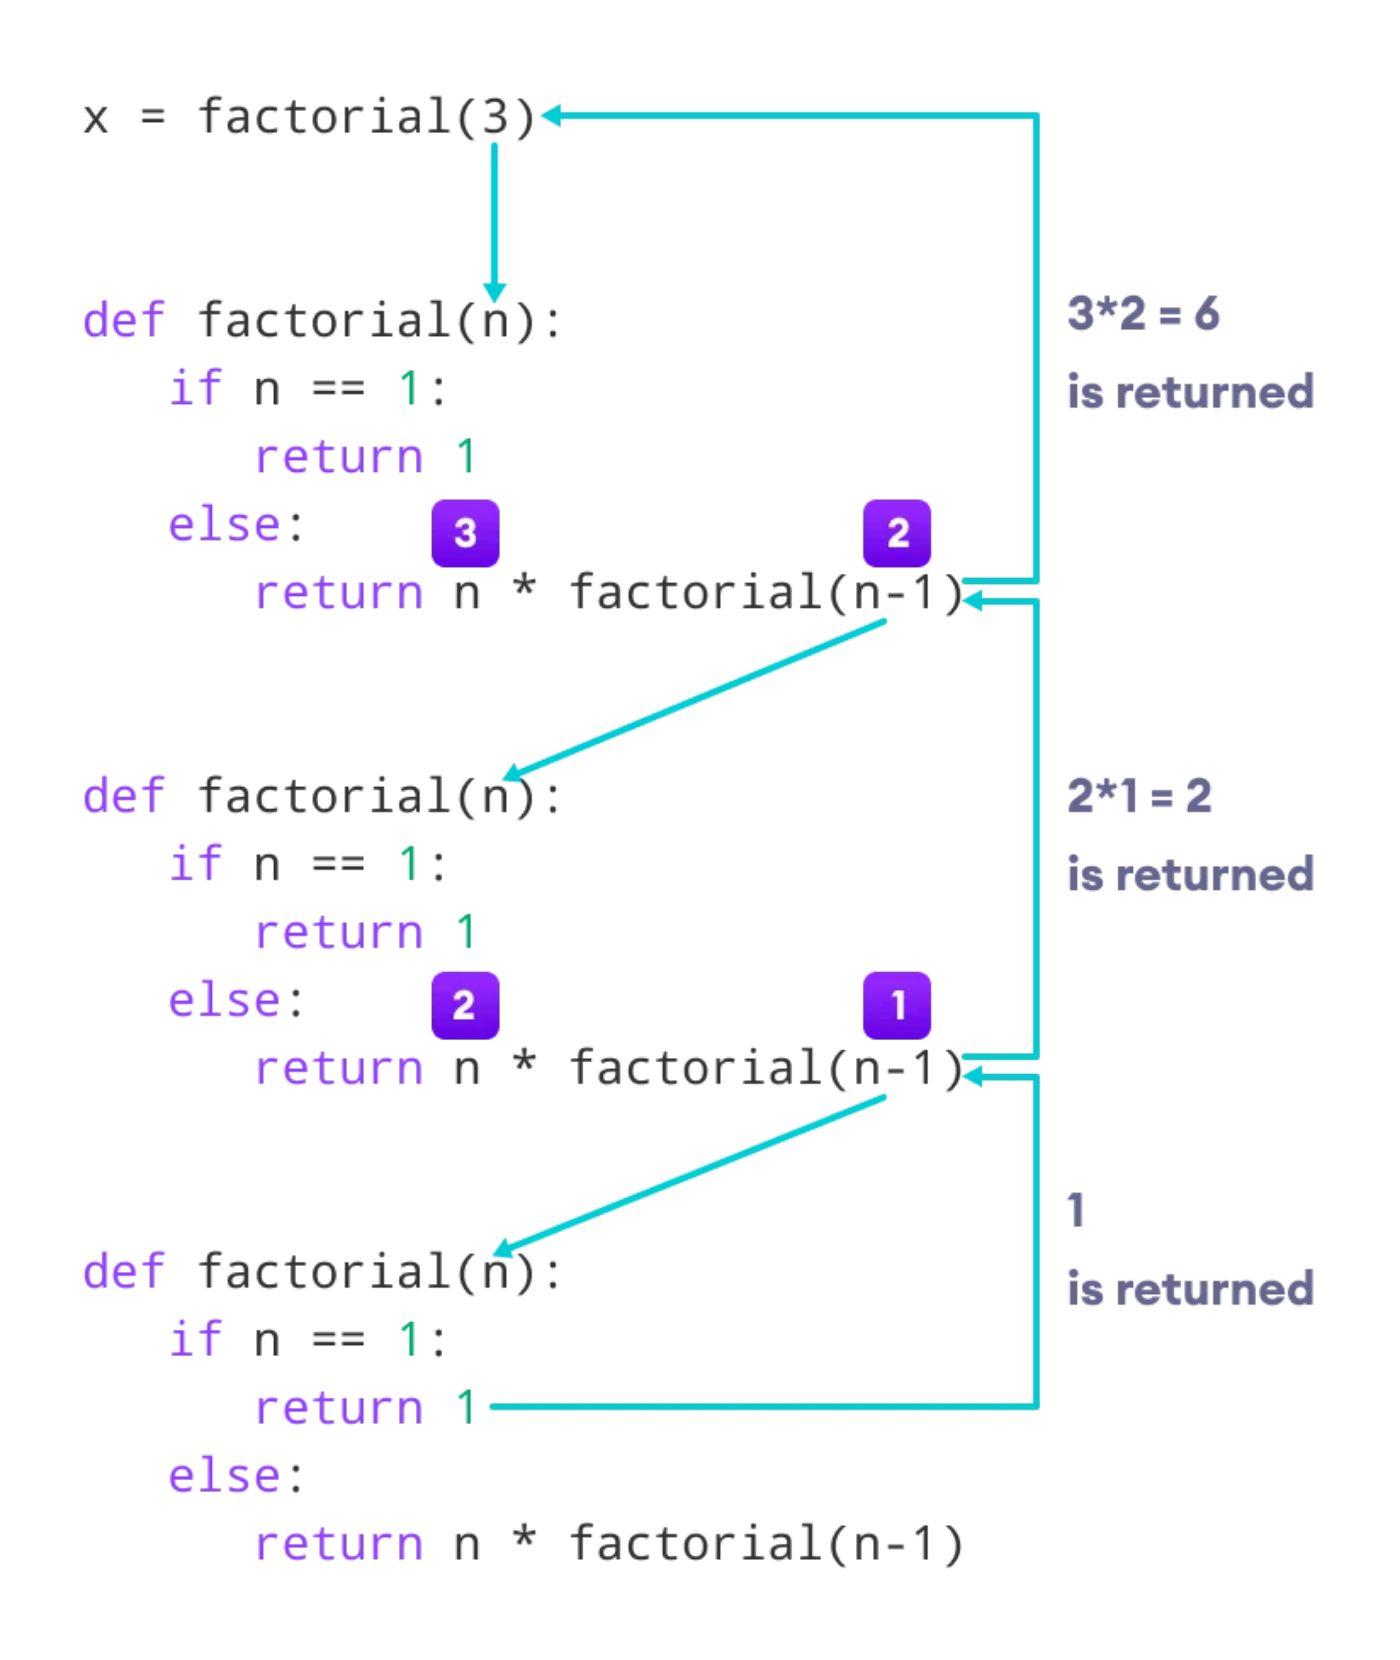 x = factorial(3)
def factorial(n):
if n == 1:
return 1
else:
3
2
return n * factorial(n-1)
3*2 = 6
is returned
def factorial(n):
if n == 1:
return 1
else:
2
1
return n * factorial(n-1)
2*1 = 2
is returned
def factorial(n):
if n == 1:
return 1
else:
return n * factorial(n-1)
1
is returned